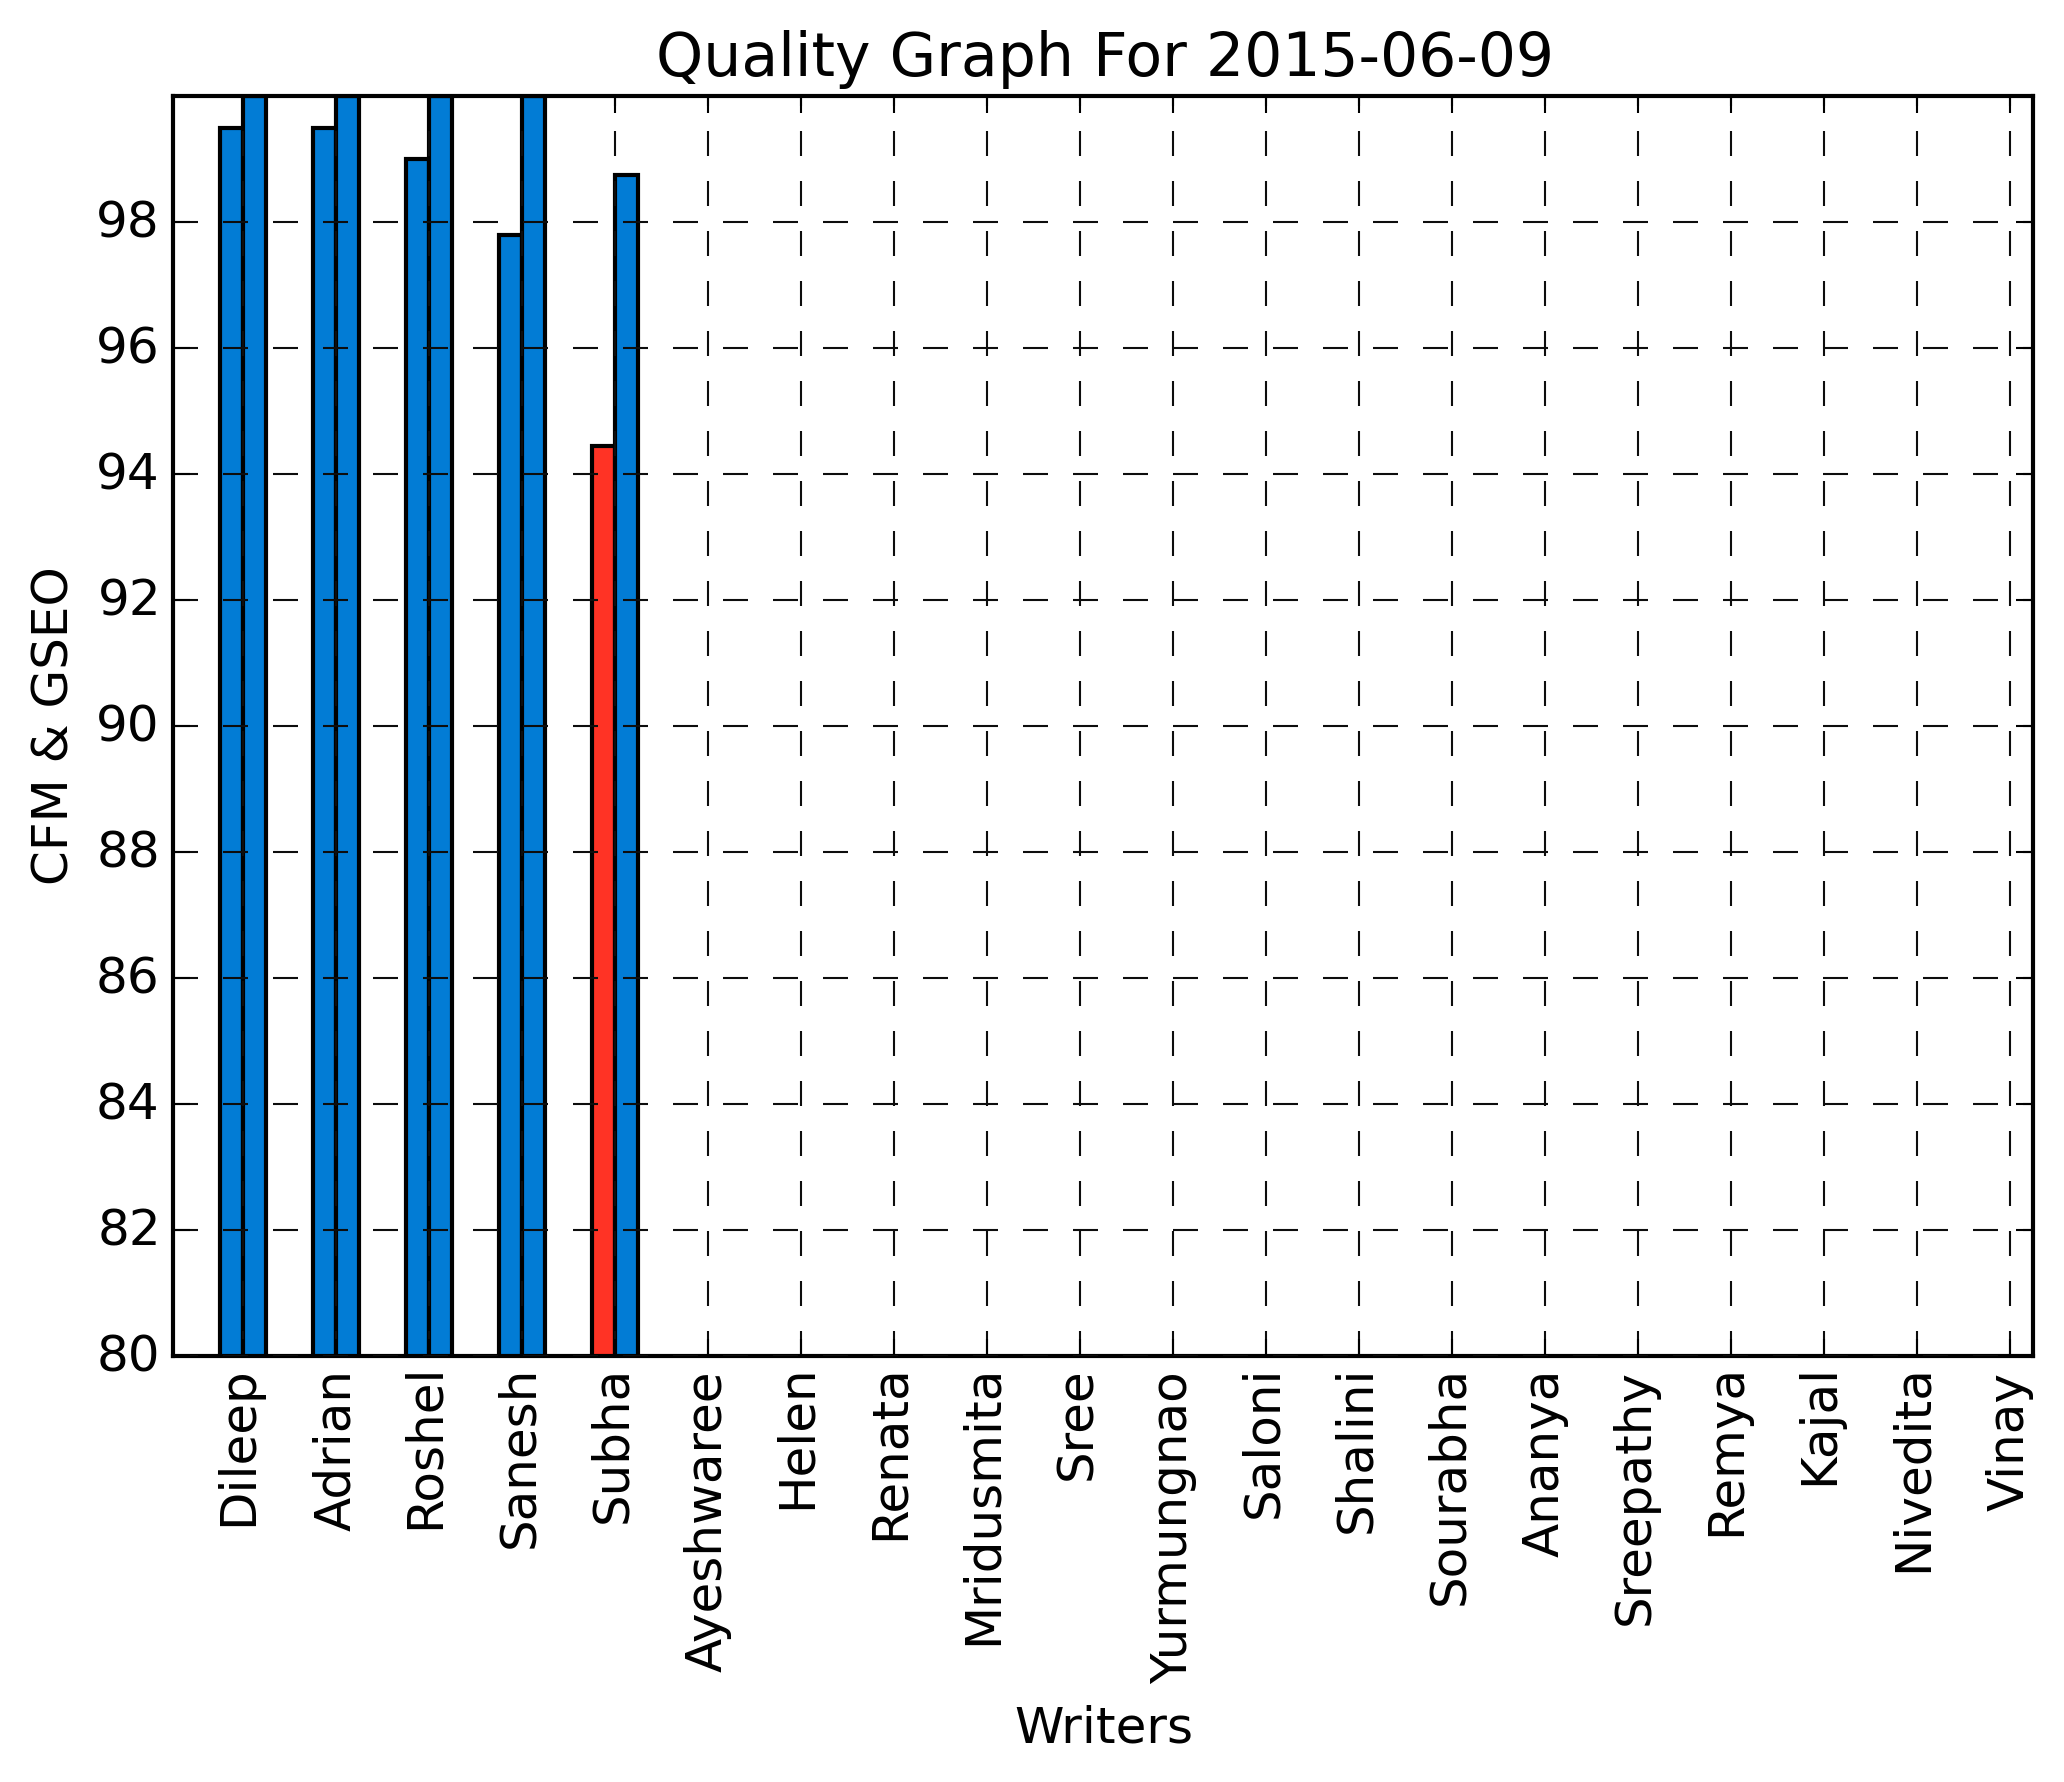 Quality Graph For 2015-06-09
CFM & GSEO
98
96
94
92
90
88
86
84
82
80
Dileep
Adrian
Roshel
Sanesh
Subha
Ayeshwaree
Helen
Renata
Mridusmita
Sree
Yurmungnao
Saloni
Shalini
Sourabha
Ananya
Sreepathy
Remya
Kajal
Nivedita
Vinay
Writers